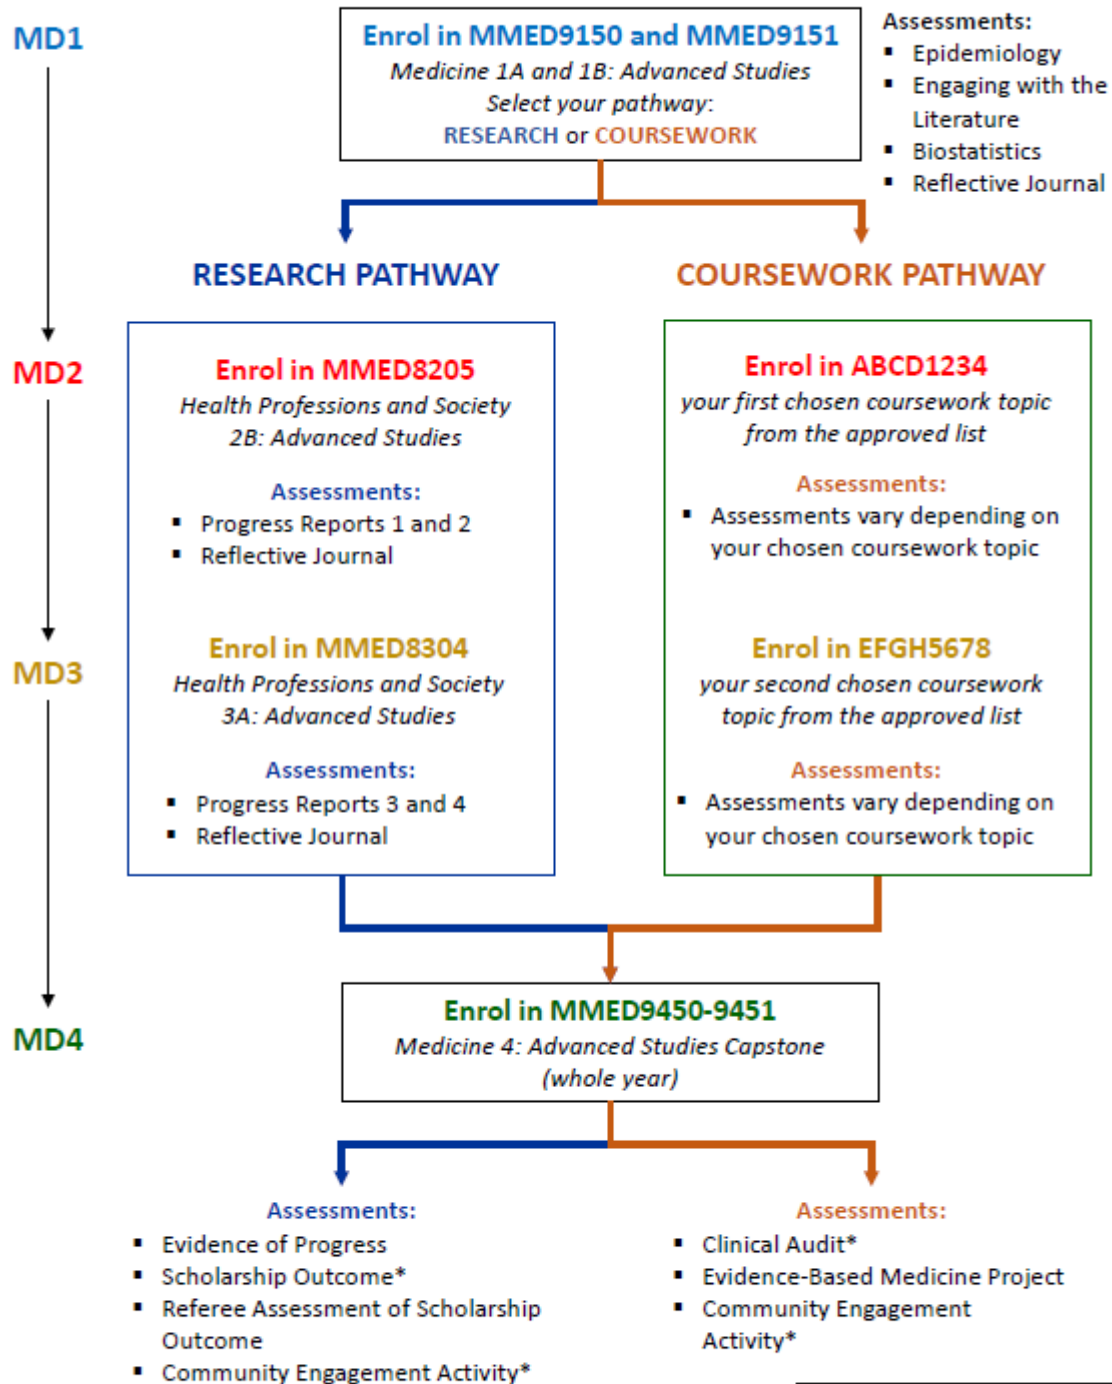 MD1
Enrol in MMED9150 and MMED9151
Medicine 1A and 1B: Advanced Studies
Select your pathway:
RESEARCH or COURSEWORK
Assessments:
▪ Epidemiology
▪ Engaging with the
Literature
▪ Biostatistics
▪ Reflective Journal
RESEARCH PATHWAY
COURSEWORK PATHWAY
MD2
Enrol in MMED8205
Health Professions and Society
2B: Advanced Studies
Assessments:
▪ Progress Reports 1 and 2
▪ Reflective Journal
Enrol in ABCD1234
your first chosen coursework topic
from the approved list
Assessments:
▪ Assessments vary depending on
your chosen coursework topic
MD3
Enrol in MMED8304
Health Professions and Society
3A: Advanced Studies
Assessments:
▪ Progress Reports 3 and 4
▪ Reflective Journal
Enrol in EFGH5678
your second chosen coursework
topic from the approved list
Assessments:
▪ Assessments vary depending on
your chosen coursework topic
MD4
Enrol in MMED9450-9451
Medicine 4: Advanced Studies Capstone
(whole year)
Assessments:
▪ Evidence of Progress
▪ Scholarship Outcome*
▪ Referee Assessment of Scholarship
Outcome
▪ Community Engagement Activity*
Assessments:
▪ Clinical Audit*
▪ Evidence-Based Medicine Project
▪ Community Engagement
Activity*